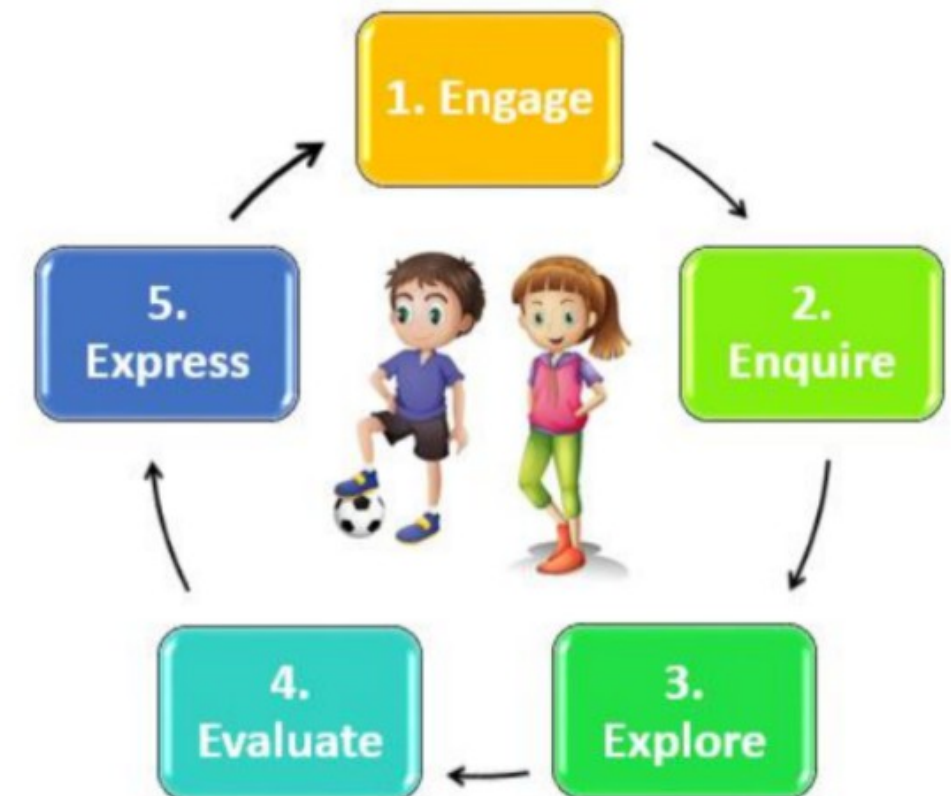 1. Engage
2.
Enquire
3.
Explore
4.
Evaluate
5.
Express